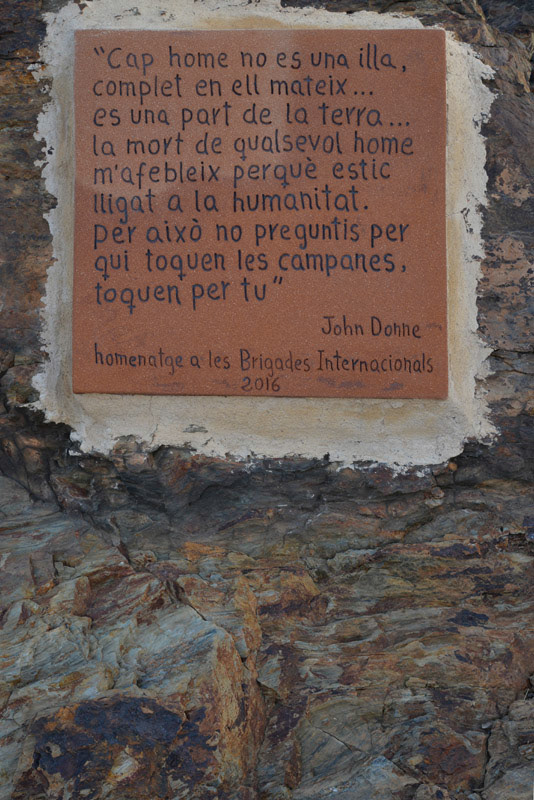 “Cap home no es una illa,
complet en ell mateix...
es una part de la terra...
la mort de qualsevol home
m'afebleix perquè estic
lligat a la humanitat.
per això no preguntis per
qui toquen les campanes,
toquen per tu”
John Donne
homenatge a les Brigades Internacionals
2016